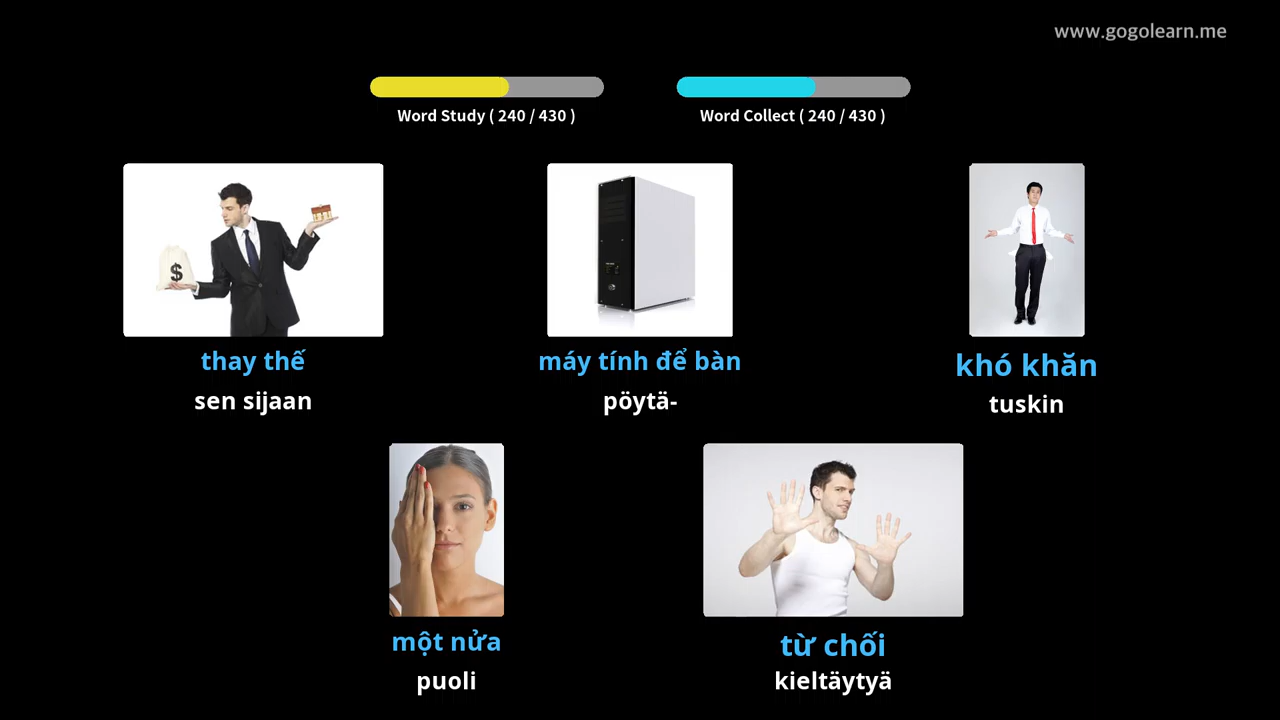 www.gogolearn.me
Word Study ( 240 / 430 )
Word Collect ( 240 / 430 )
$
thay thế
máy tính để bàn
khó khăn
sen sijaan
pöytä-
tuskin
một nửa
từ chối
puoli
kieltäytyä